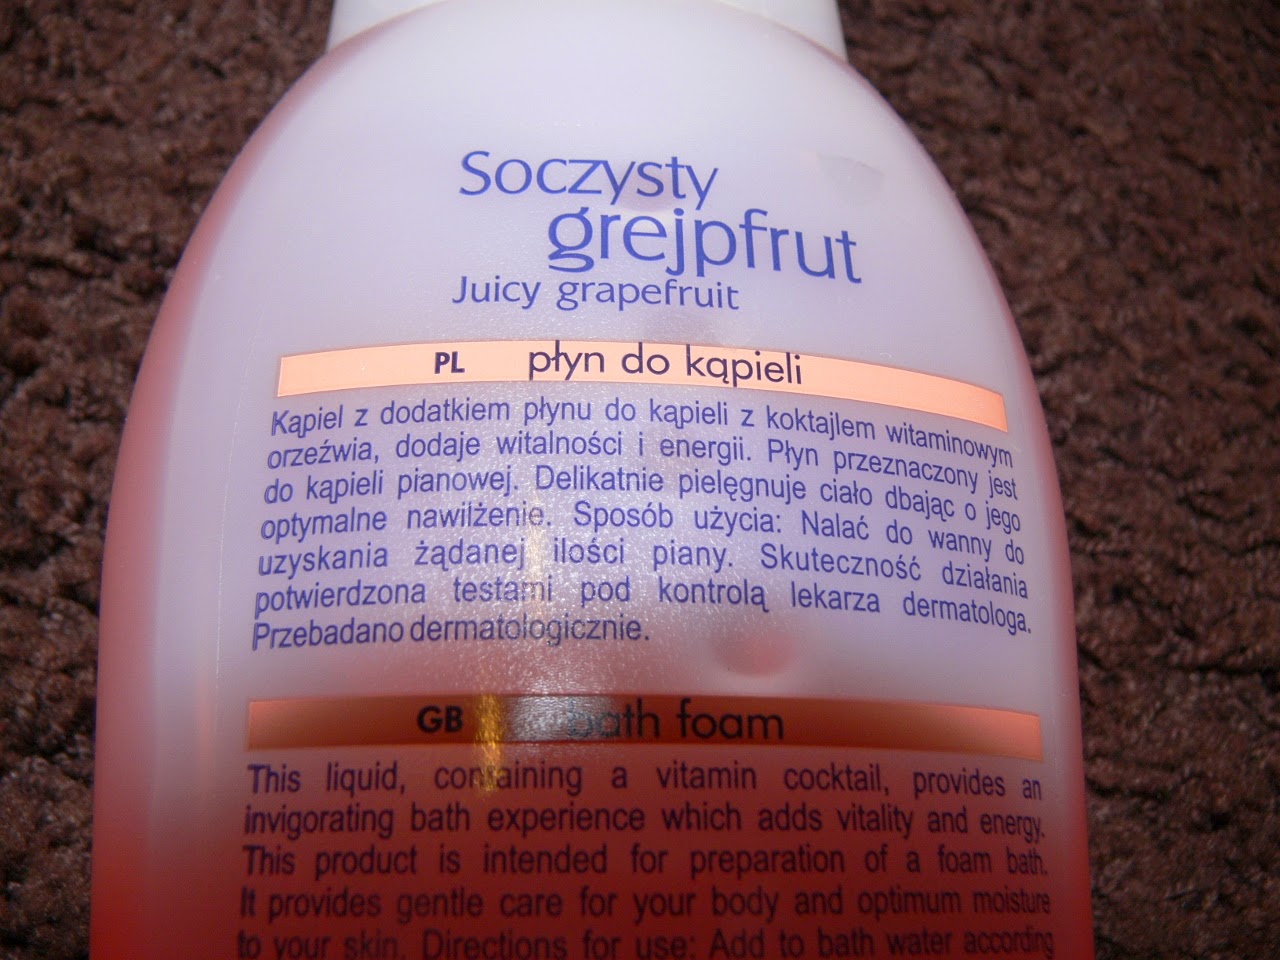 Soczysty
grejpfrut
Juicy grapefruit
PL płyn do kąpieli
Kąpiel z dodatkiem płynu do kąpieli z koktajlem witaminowym
orzeźwia, dodaje witalności i energii. Płyn przeznaczony jest
do kąpieli pianowej. Delikatnie pielęgnuje ciało dbając o jego
optymalne nawilżenie. Sposób użycia: Nalać do wanny do
uzyskania żądanej ilości piany. Skuteczność działania
potwierdzona testami pod kontrolą lekarza dermatologa.
Przebadano dermatologicznie.
GB bath foam
This liquid, containing a vitamin cocktail, provides an
invigorating bath experience which adds vitality and energy.
This product is intended for preparation of a foam bath.
It provides gentle care for your body and optimum moisture
to your skin. Directions for use: Add to bath water according